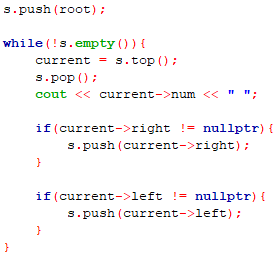 s.push(root);
while(!s.empty()){
current = s.top();
s.pop();
cout << current->num << " ";
if(current->right != nullptr){
s.push(current->right);
}
if(current->left != nullptr){
s.push(current->left);
}
}